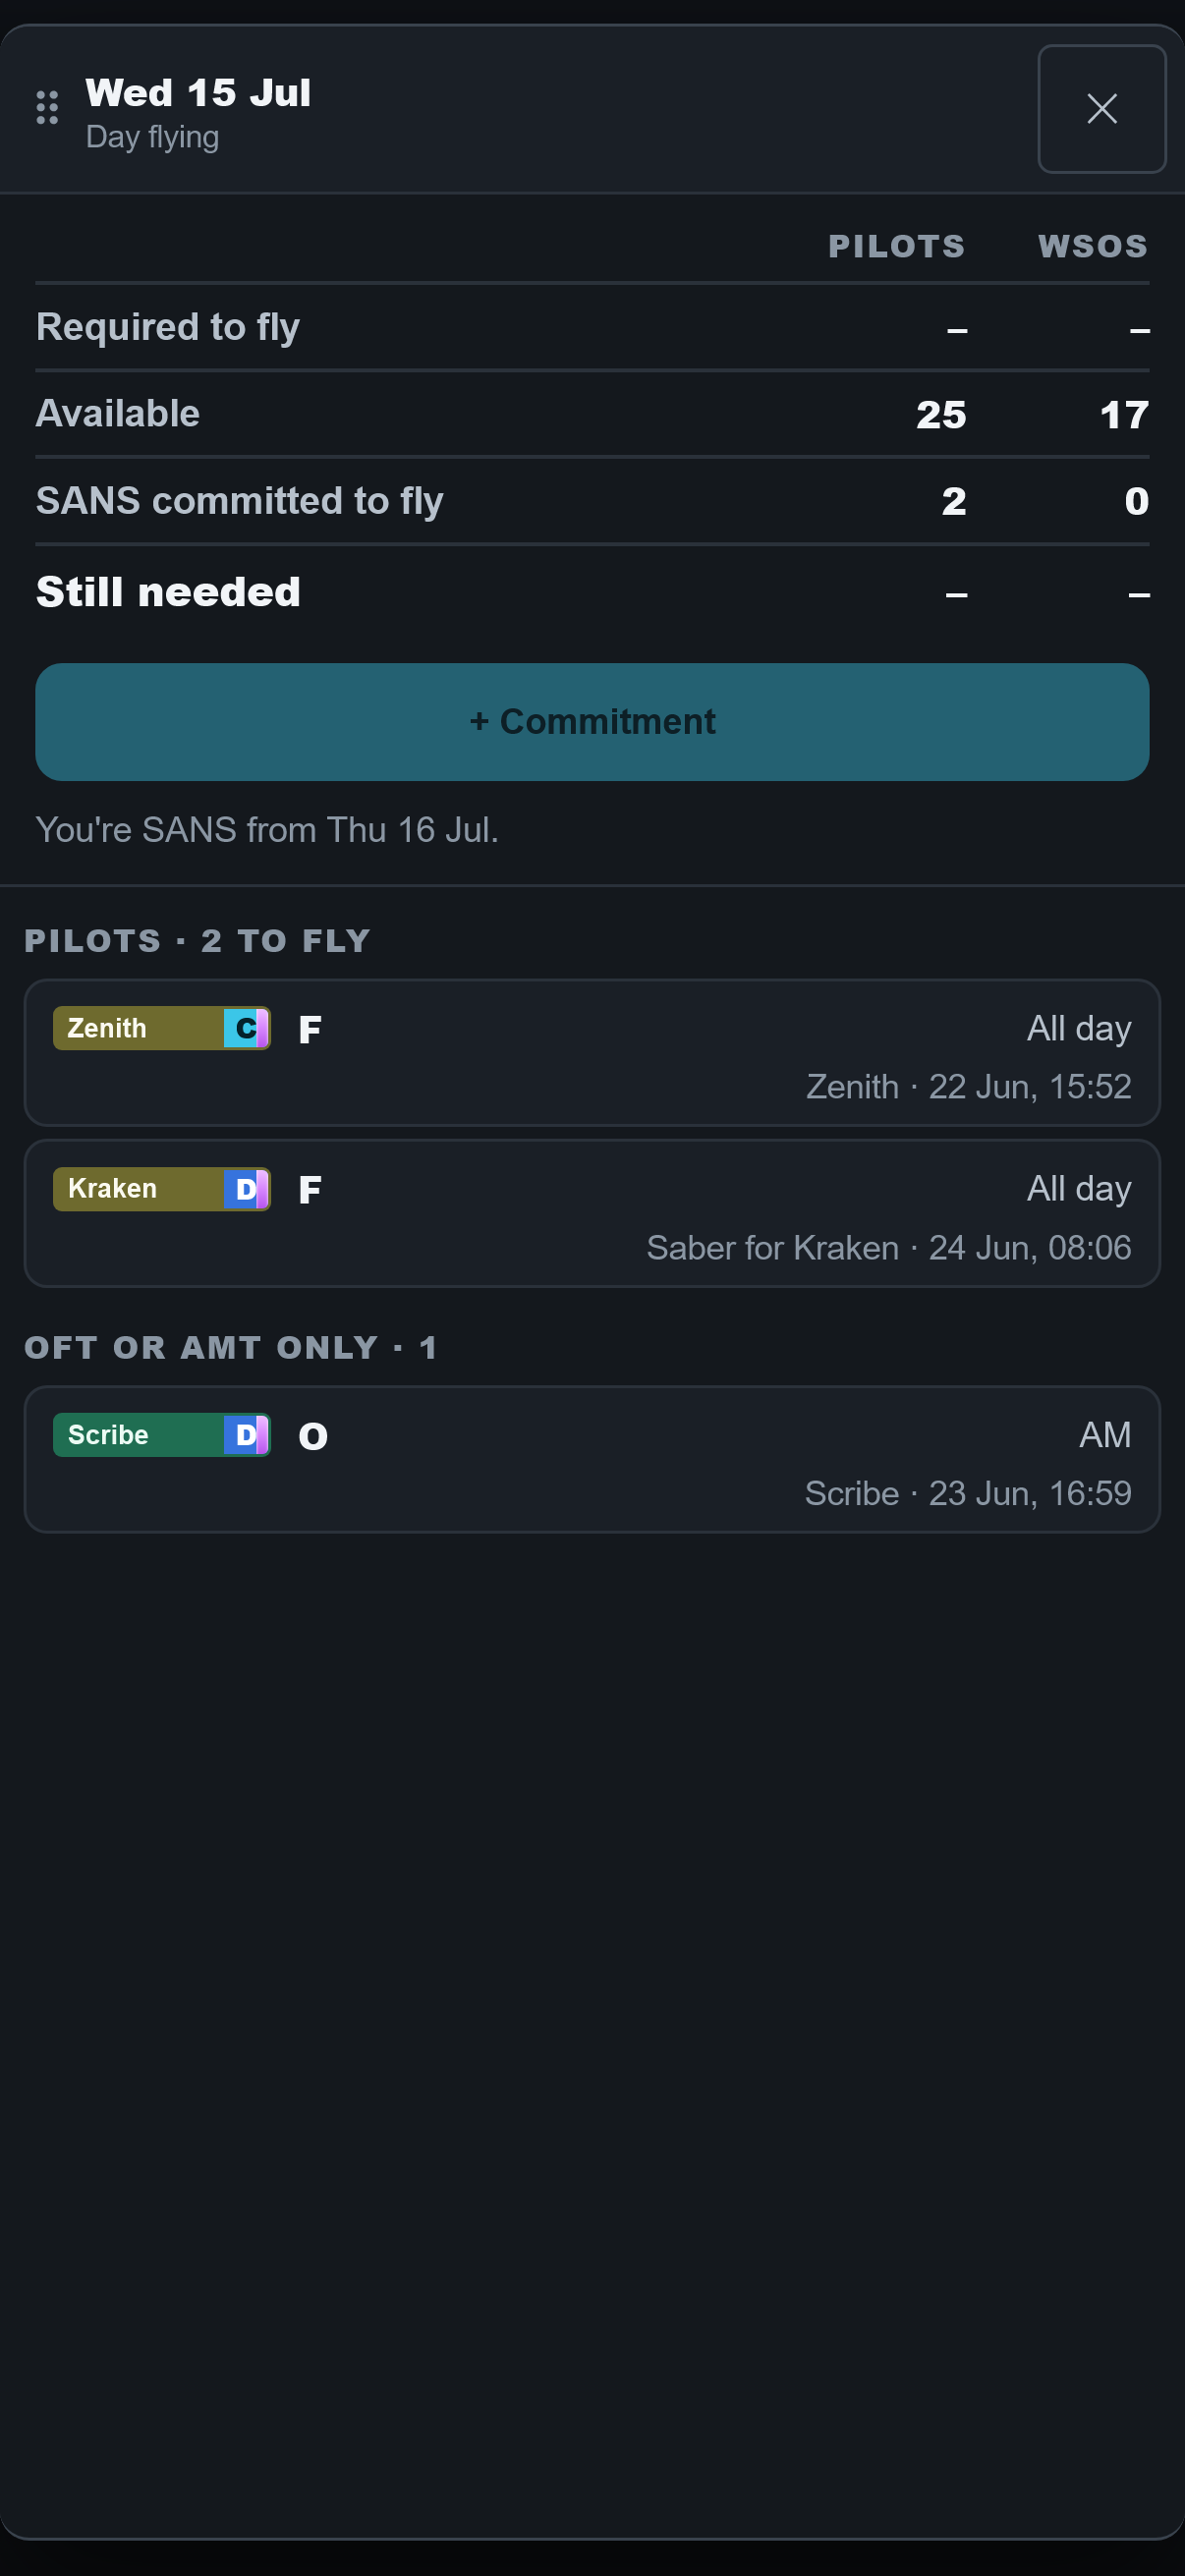 Wed 15 Jul
Day flying
PILOTS WSOS
Required to fly – –
Available 25 17
SANS committed to fly 2 0
Still needed – –
+ Commitment
You're SANS from Thu 16 Jul.
PILOTS · 2 TO FLY
Zenith C F All day
Zenith · 22 Jun, 15:52
Kraken D F All day
Saber for Kraken · 24 Jun, 08:06
OFT OR AMT ONLY · 1
Scribe D O AM
Scribe · 23 Jun, 16:59